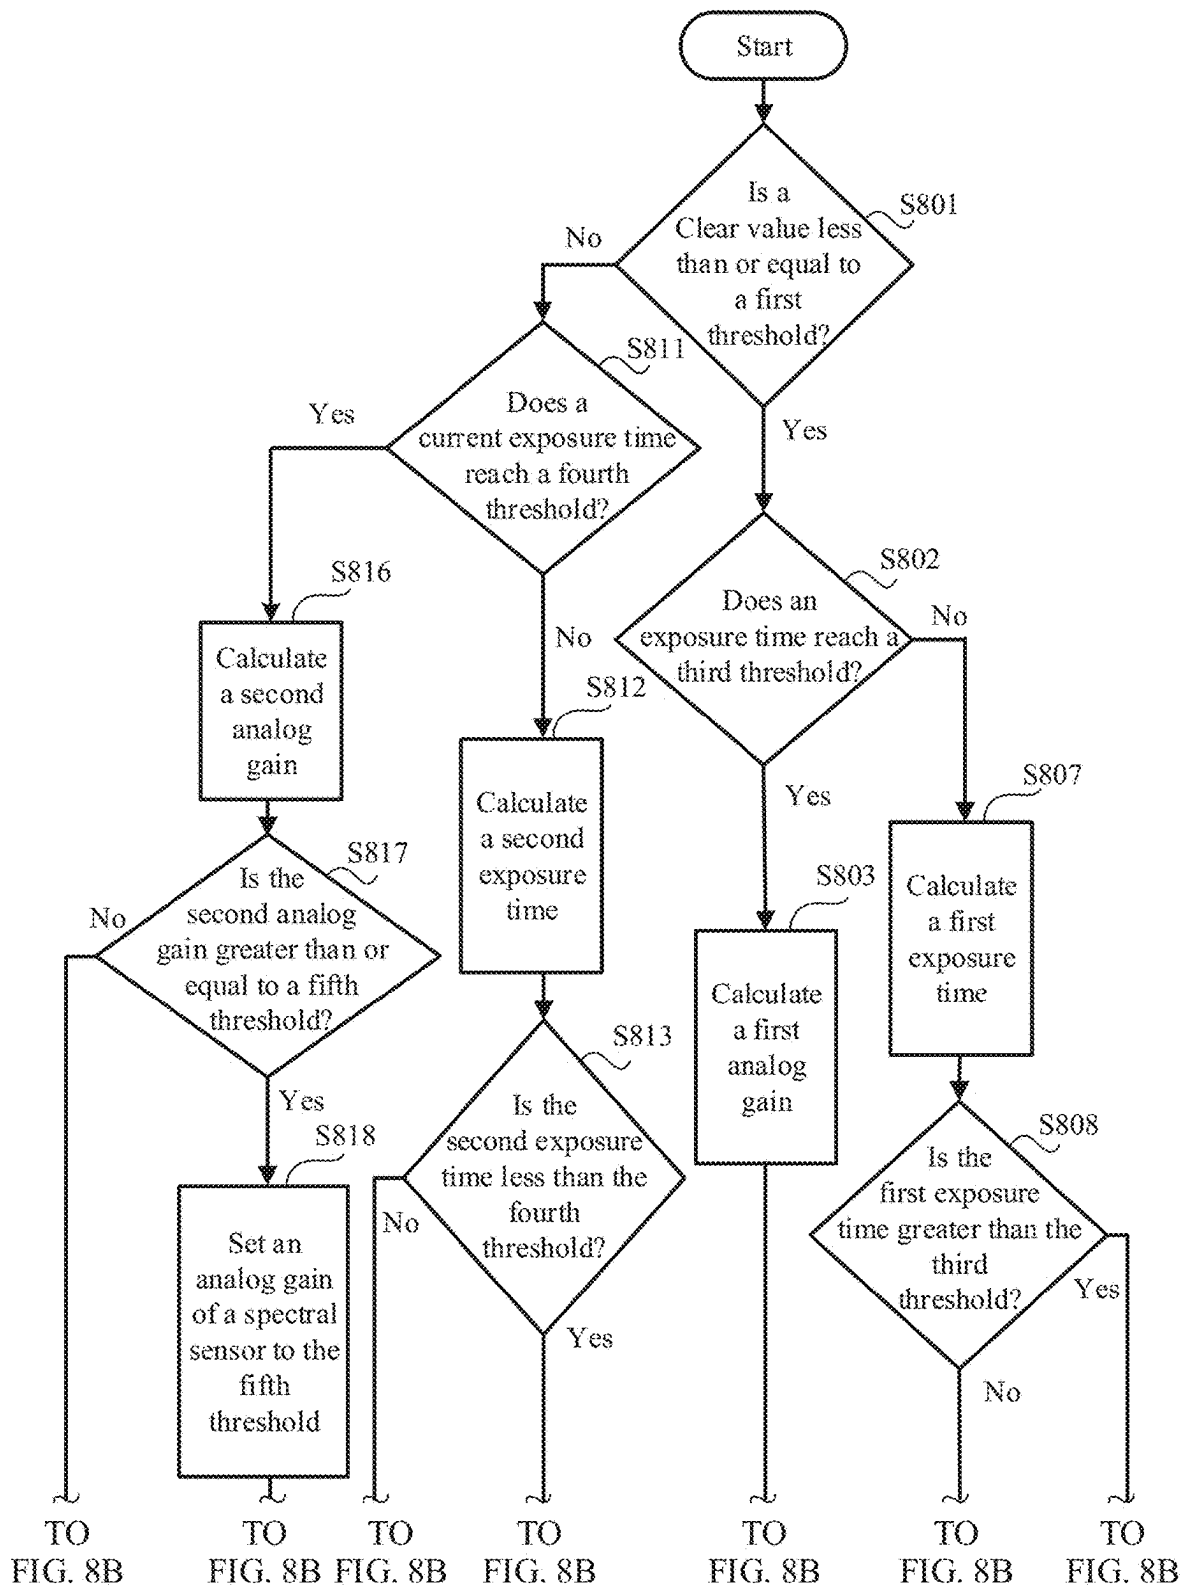 Start
Is a
Clear value less
than or equal to
a first
threshold?
S801
No
Yes
S811
Does a
current exposure time
reach a fourth
threshold?
Yes
No
S802
Does an
exposure time reach a
third threshold?
No
Yes
S816
Calculate
a second
analog
gain
S812
Calculate
a second
exposure
time
S807
Calculate
a first
exposure
time
S803
Calculate
a first
analog
gain
S817
Is the
second analog
gain greater than or
equal to a fifth
threshold?
No
Yes
S813
Is the
second exposure
time less than the
fourth
threshold?
No
Yes
S808
Is the
first exposure
time greater than the
third
threshold?
Yes
No
S818
Set an
analog gain
of a spectral
sensor to the
fifth
threshold
TO
FIG. 8B
TO
FIG. 8B
TO
FIG. 8B
TO
FIG. 8B
TO
FIG. 8B
TO
FIG. 8B
TO
FIG. 8B